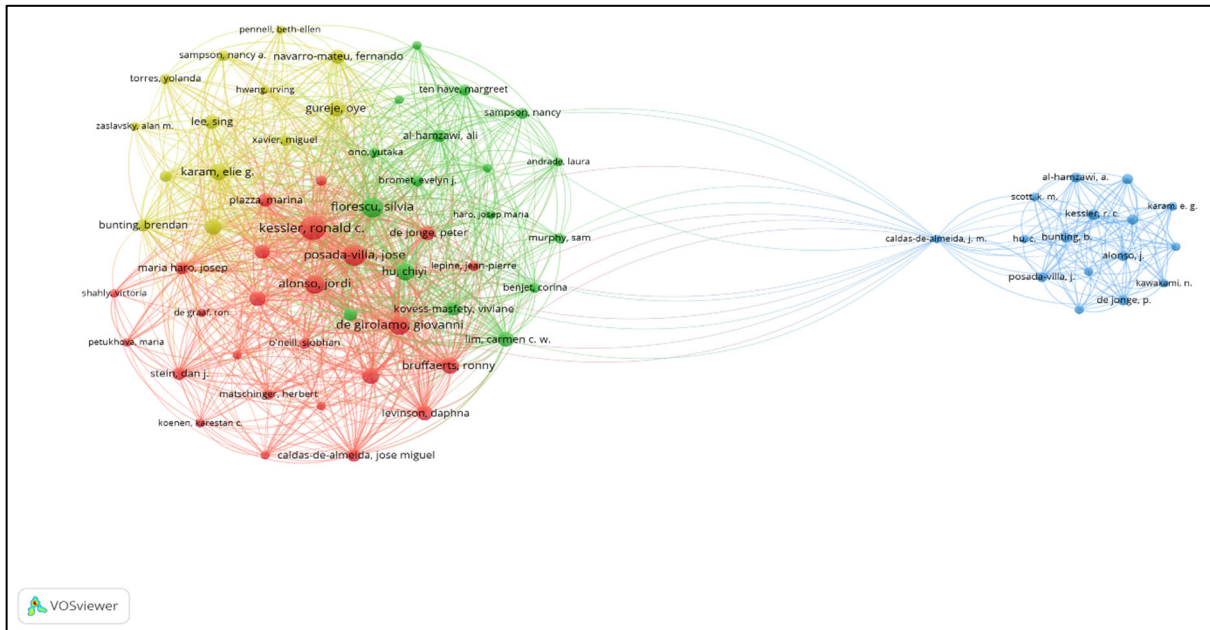 pennell, beth-ellen
sampson, nancy a.
navarro-mateu, fernando
torres, yolanda
hwang, irving
ten have, margreet
gureje, oye
sampson, nancy
lee, sing
zaslavsky, alan m.
al-hamzawi, ali
xavier, miguel
ono, yutaka
andrade, laura
karam, elie g.
bromet, evelyn j.
piazza, marina
florescu, silvia
haro, josep maria
bunting, brendan
kessler, ronald c.
de jonge, peter
murphy, sam
posada-villa, jose
maria haro, josep
lepine, jean-pierre
hu, chiyi
alonso, jordi
benjet, corina
shahly, victoria
kovess-masfety, viviane
de graaf, ron
de girolamo, giovanni
petukhova, maria
o'neill, siobhan
lim, carmen c. w.
bruffaerts, ronny
stein, dan j.
matschinger, herbert
levinson, daphna
koenen, karestan c.
caldas-de-almeida, jose miguel
caldas-de-almeida, j. m.
al-hamzawi, a.
scott, k. m.
karam, e. g.
kessler, r. c.
hu, c.
bunting, b.
alonso, j.
posada-villa, j.
kawakami, n.
de jonge, p.
VOSviewer